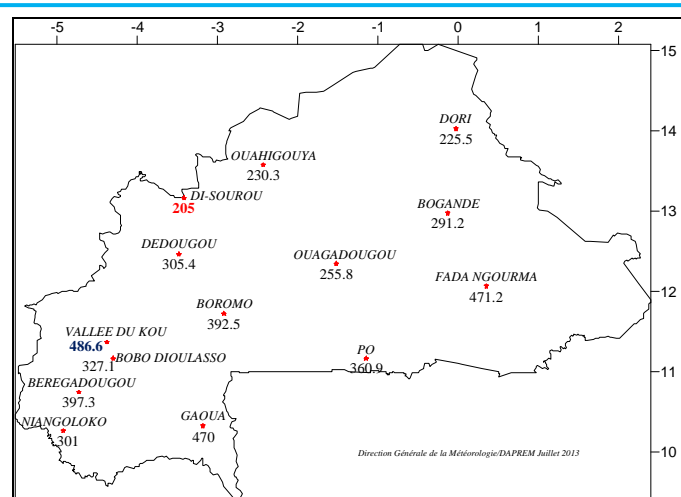 -5 -4 -3 -2 -1 0 1 2
15
DORI
14
225.5
OUAHIGOUYA
230.3
DI-SOUROU
205
13
BOGANDE
291.2
DEDOUGOU
305.4
OUAGADOUGOU
255.8
FADA NGOURMA
471.2
12
BOROMO
392.5
VALLEE DU KOU
486.6
BOBO DIOULASSO
327.1
PO
360.9
11
BEREGADOUGOU
397.3
NIANGOLOKO
301
GAOUA
470
10
Direction Générale de la Météorologie/DAPREM Juillet 2013